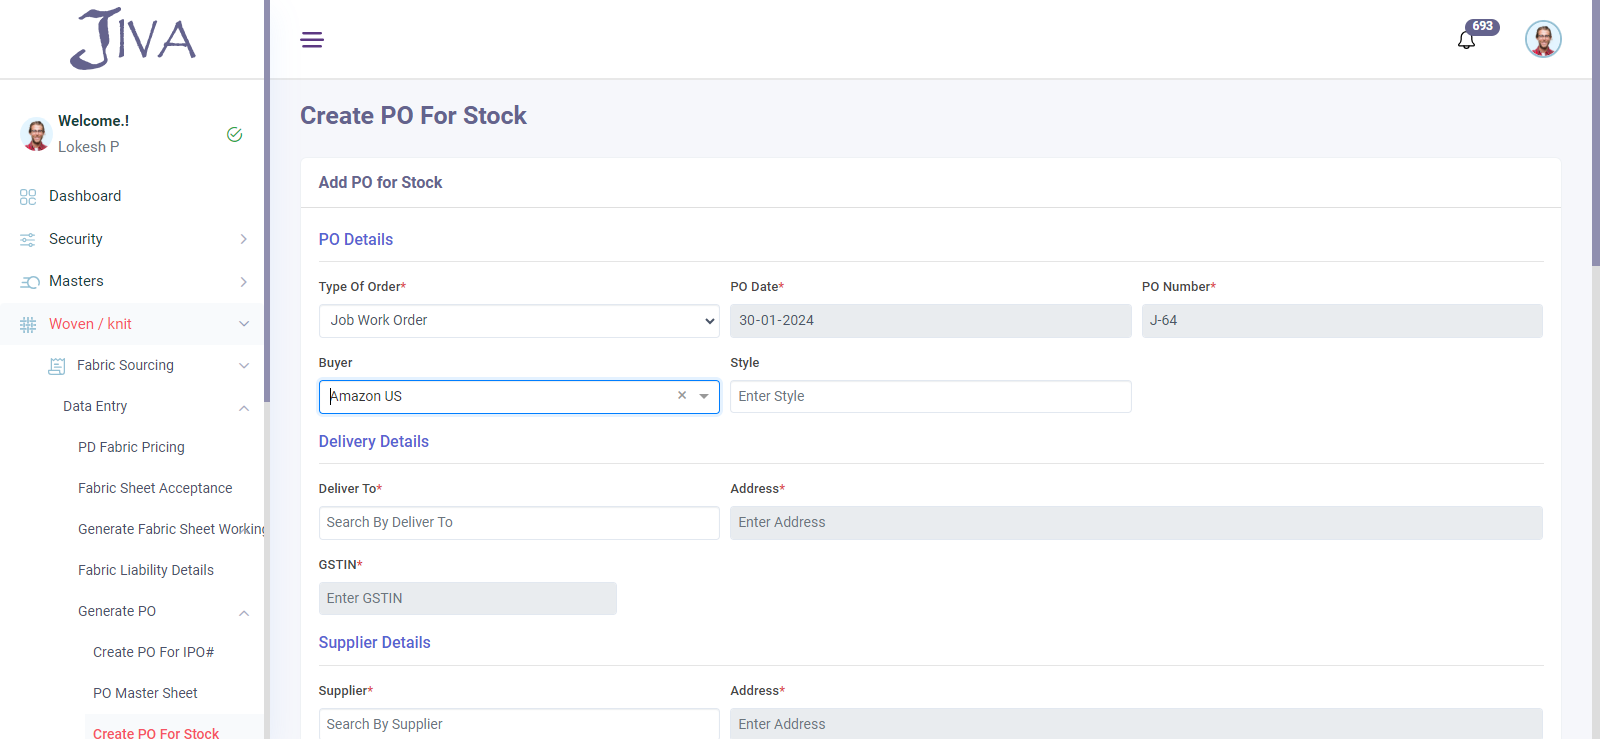 JIVA
693
Welcome.!
Lokesh P
Dashboard
Security
Masters
Woven / knit
Fabric Sourcing
Data Entry
PD Fabric Pricing
Fabric Sheet Acceptance
Generate Fabric Sheet Working
Fabric Liability Details
Generate PO
Create PO For IPO#
PO Master Sheet
Create PO For Stock
Create PO For Stock
Add PO for Stock
PO Details
Type Of Order* PO Date* PO Number*
Job Work Order 30-01-2024 J-64
Buyer Style
Amazon US × Enter Style
Delivery Details
Deliver To* Address*
Search By Deliver To Enter Address
GSTIN*
Enter GSTIN
Supplier Details
Supplier* Address*
Search By Supplier Enter Address